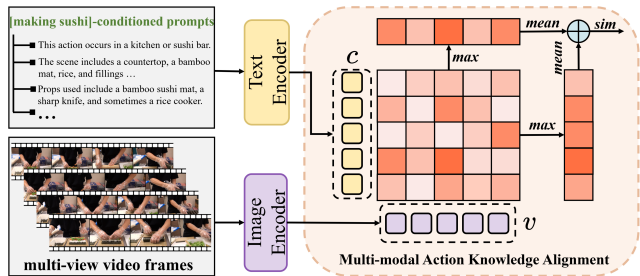 [making sushi]-conditioned prompts
This action occurs in a kitchen or sushi bar.
The scene includes a countertop, a bamboo
mat, rice, and fillings ...
Props used include a bamboo sushi mat, a
sharp knife, and sometimes a rice cooker.
...
Text
Encoder
c
mean
sim
max
mean
max
Image
Encoder
v
multi-view video frames
Multi-modal Action Knowledge Alignment